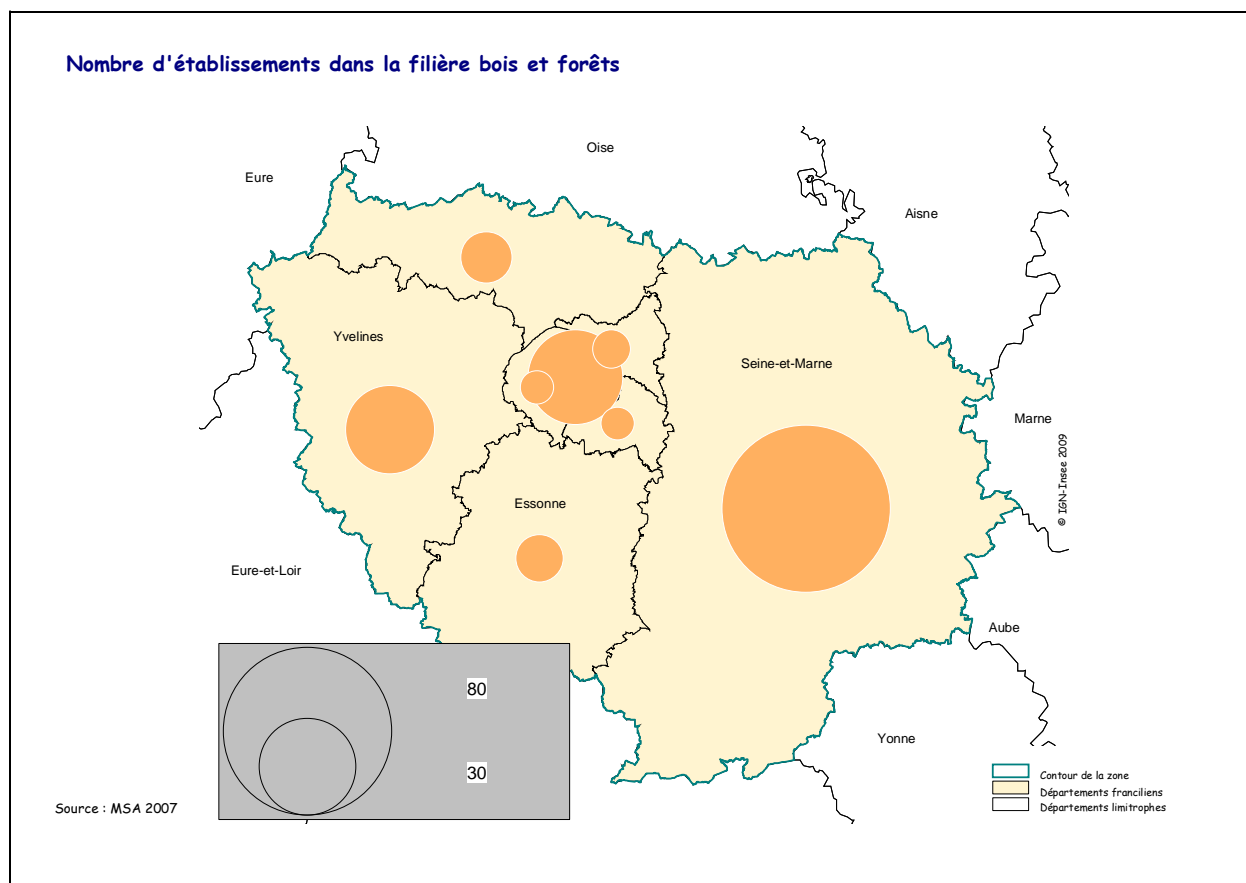 Nombre d'établissements dans la filière bois et forêts
Oise
Eure
Aisne
Yvelines
Seine-et-Marne
Marne
© IGN-Insee 2009
Essonne
Eure-et-Loir
Aube
80
Yonne
30
Contour de la zone
Départements franciliens
Départements limitrophes
Source : MSA 2007